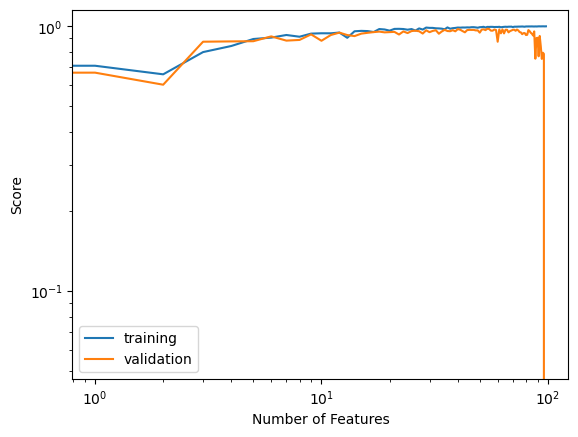 10⁰
10⁻¹
Score
training
validation
10⁰
10¹
10²
Number of Features